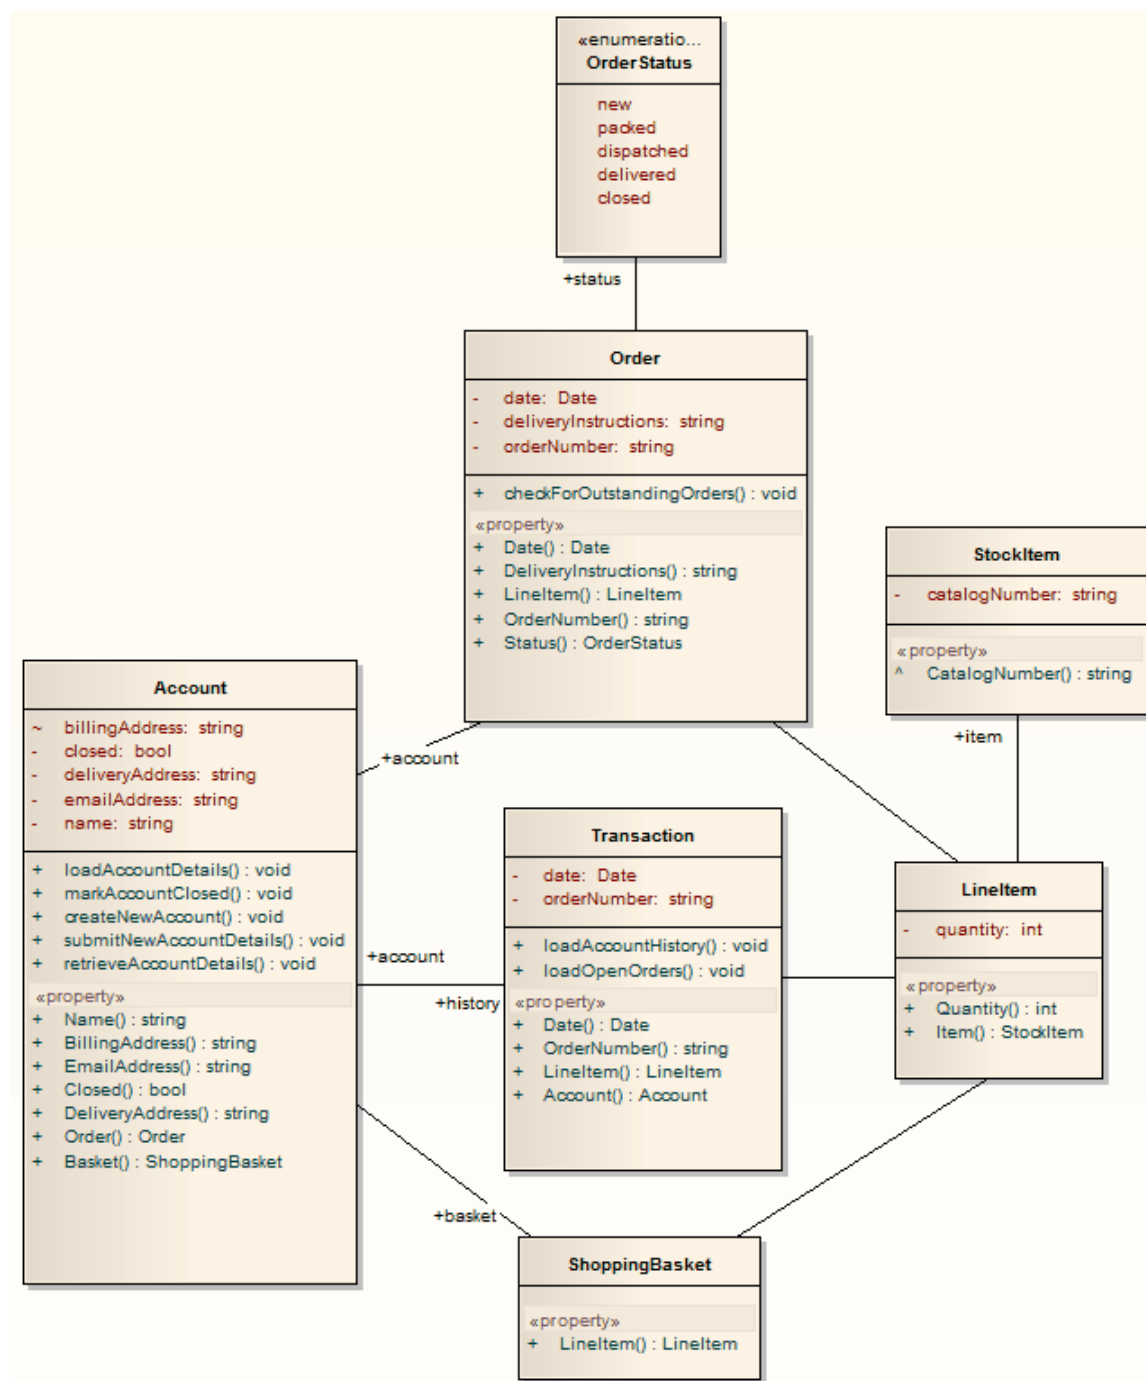 «enumeratio...
OrderStatus
new
packed
dispatched
delivered
closed
+status
Order
- date: Date
- deliveryInstructions: string
- orderNumber: string
+ checkForOutstandingOrders() : void
«property»
+ Date() : Date
+ DeliveryInstructions() : string
+ LineItem() : LineItem
+ OrderNumber() : string
+ Status() : OrderStatus
StockItem
- catalogNumber: string
«property»
^ CatalogNumber() : string
+item
Account
~ billingAddress: string
- closed: bool
- deliveryAddress: string
- emailAddress: string
- name: string
+ loadAccountDetails() : void
+ markAccountClosed() : void
+ createNewAccount() : void
+ submitNewAccountDetails() : void
+ retrieveAccountDetails() : void
«property»
+ Name() : string
+ BillingAddress() : string
+ EmailAddress() : string
+ Closed() : bool
+ DeliveryAddress() : string
+ Order() : Order
+ Basket() : ShoppingBasket
+account
+account
+history
+basket
Transaction
- date: Date
- orderNumber: string
+ loadAccountHistory() : void
+ loadOpenOrders() : void
«property»
+ Date() : Date
+ OrderNumber() : string
+ LineItem() : LineItem
+ Account() : Account
LineItem
- quantity: int
«property»
+ Quantity() : int
+ Item() : StockItem
ShoppingBasket
«property»
+ LineItem() : LineItem